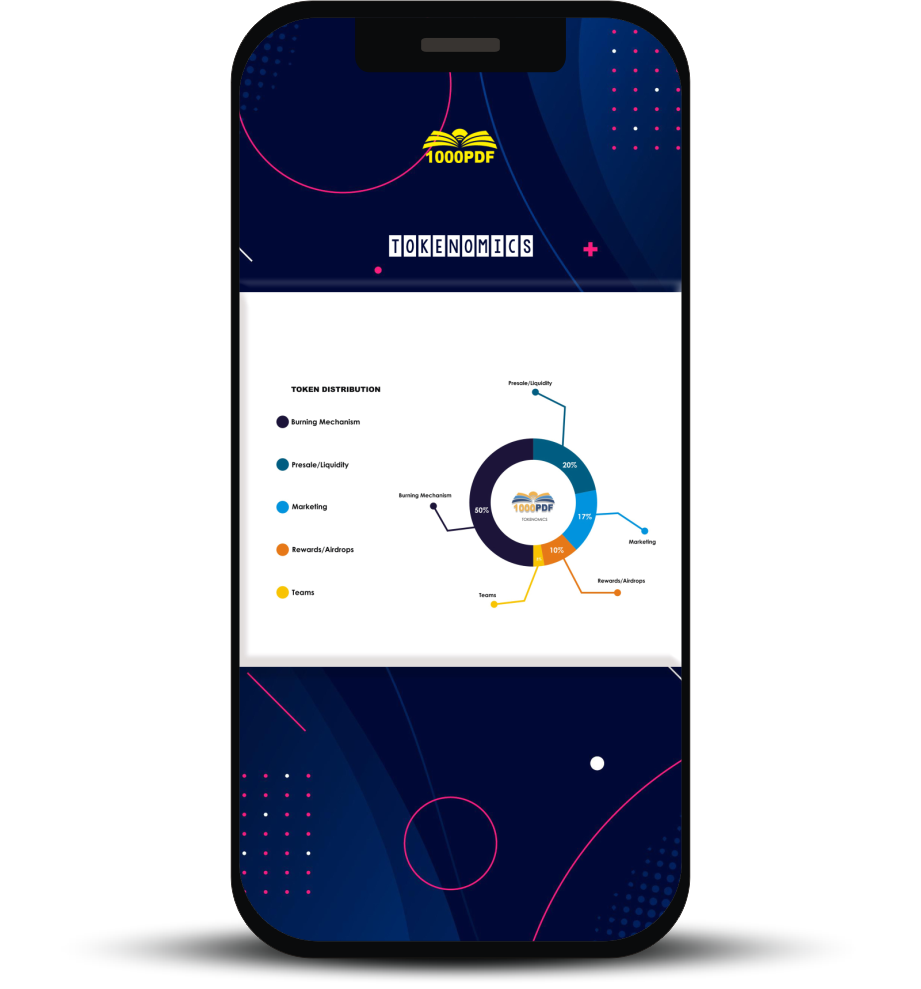 1000PDF
TOKENOMICS
TOKEN DISTRIBUTION
Burning Mechanism
Presale/Liquidity
Marketing
Rewards/Airdrops
Teams
Presale/Liquidity
20%
Burning Mechanism
50%
1000PDF
TOKENOMICS
17%
Marketing
10%
Rewards/Airdrops
Teams